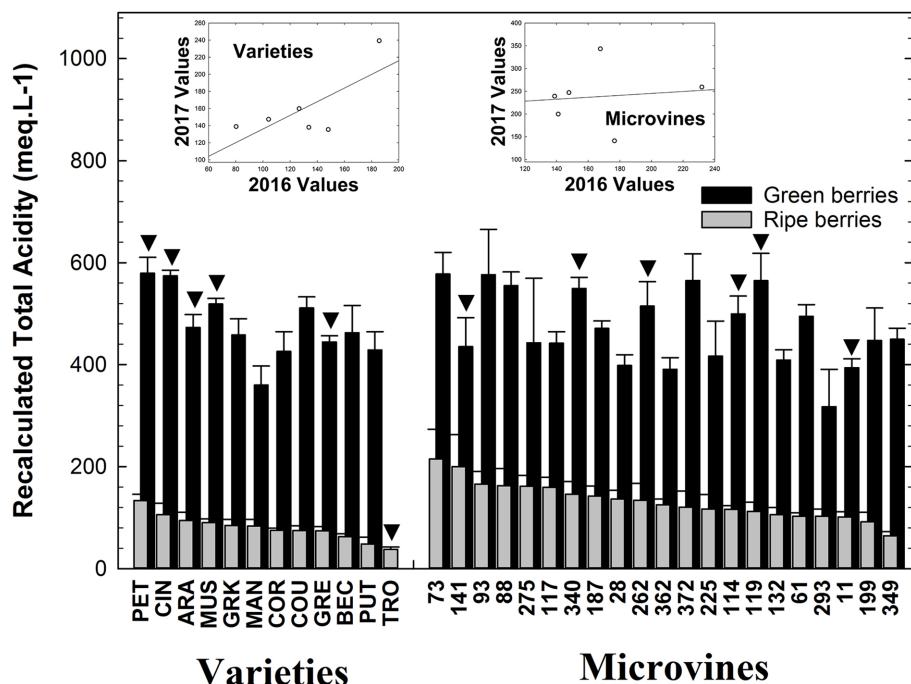 Recalculated Total Acidity (meq.L-1)
1000
800
600
400
200
0
Varieties
2017 Values
260
240
220
200
180
160
140
120
100
60 80 100 120 140 160 180 200
2016 Values
Microvines
2017 Values
400
350
300
250
200
150
100
120 140 160 180 200 220 240
2016 Values
Green berries
Ripe berries
PET CIN ARA MUS GRK MAN COR COU GRE BEC PUT TRO
73 141 93 88 275 117 340 187 28 262 362 372 225 114 119 132 61 293 11 199 349
Varieties
Microvines